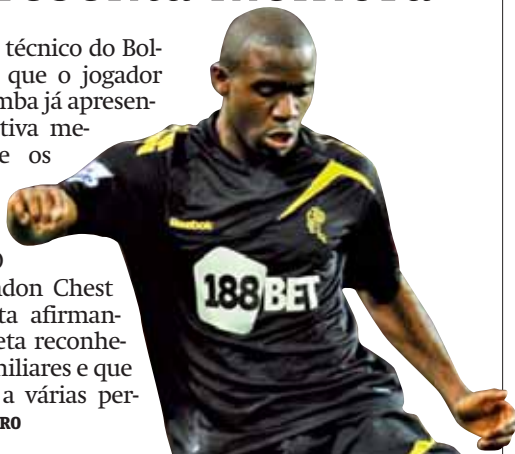 técnico do Bol-
que o jogador
mba já apresen-
tiva me-
e os
ndon Chest
ta afirman-
eta reconhe-
niliares e que
a várias per-
RO
Reebok
188BET